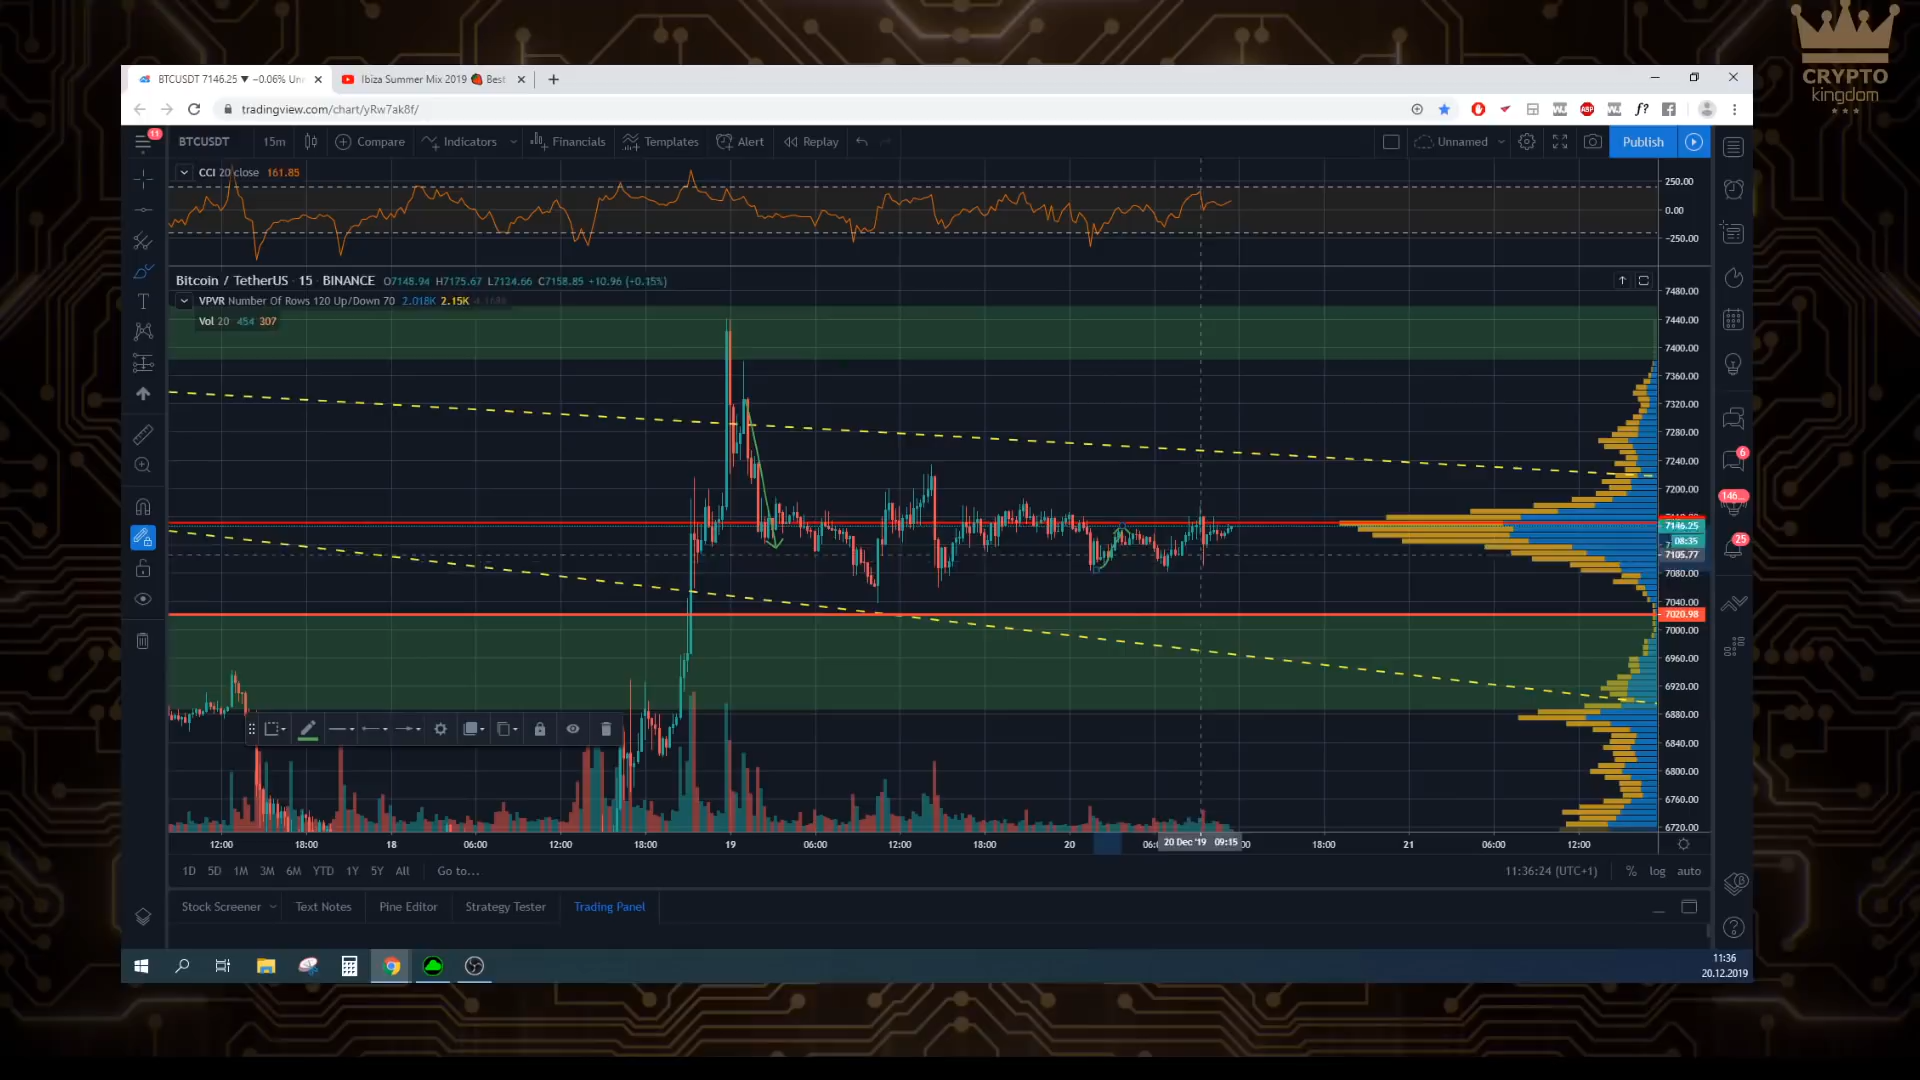 CRYPTO
kingdom
BTCUSDT 7146.25 ▼ −0.06% Un
Ibiza Summer Mix 2019 🍓 Best
tradingview.com/chart/yRw7ak8f/
11
BTCUSDT 15m Compare Indicators Financials Templates Alert Replay Unnamed Publish
CCI 20 close 161.85
250.00
0.00
-250.00
Bitcoin / TetherUS · 15 · BINANCE O7145.94 H7175.67 L7134.66 C7158.85 +10.96 (+0.15%)
VPVR Number Of Rows 120 Up/Down 70 2.018K 2.15K 4.168K
Vol 20 454 307
7480.00
7440.00
7400.00
7360.00
7320.00
7280.00
7240.00
7200.00
7146.25
08:35
7105.77
7080.00
7040.00
7020.98
7000.00
6960.00
6920.00
6880.00
6840.00
6800.00
6760.00
6720.00
6
146...
25
12:00 18:00 18 06:00 12:00 18:00 19 06:00 12:00 18:00 20 20 Dec '19 09:15 18:00 21 06:00 12:00
1D 5D 1M 3M 6M YTD 1Y 5Y All Go to... 11:36:24 (UTC+1) % log auto
Stock Screener Text Notes Pine Editor Strategy Tester Trading Panel
11:36
20.12.2019